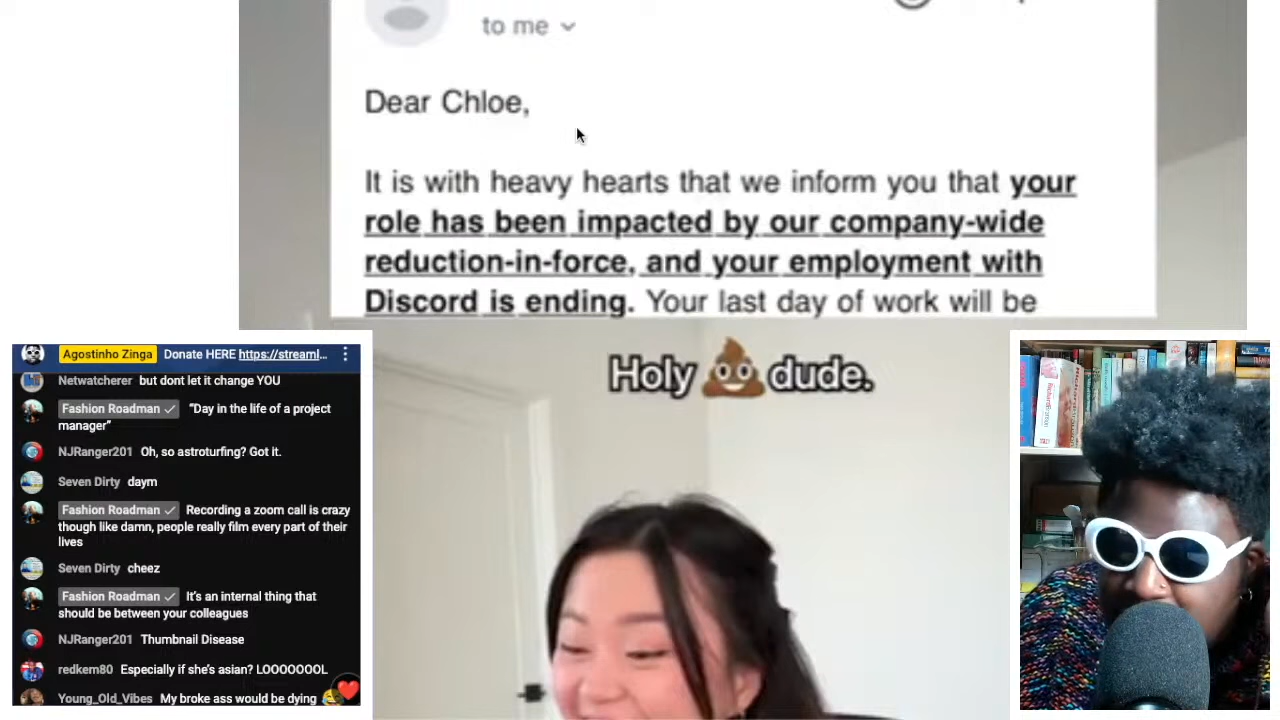 to me
Dear Chloe,
It is with heavy hearts that we inform you that your
role has been impacted by our company-wide
reduction-in-force, and your employment with
Discord is ending. Your last day of work will be
Holy 💩 dude.
Agostinho Zinga Donate HERE https://streaml...
Netwatcherer but dont let it change YOU
Fashion Roadman ✓ “Day in the life of a project
manager”
NJRanger201 Oh, so astroturfing? Got it.
Seven Dirty daym
Fashion Roadman ✓ Recording a zoom call is crazy
though like damn, people really film every part of their
lives
Seven Dirty cheez
Fashion Roadman ✓ It’s an internal thing that
should be between your colleagues
NJRanger201 Thumbnail Disease
redkem80 Especially if she’s asian? LOOOOOOOL
Young_Old_Vibes My broke ass would be dying